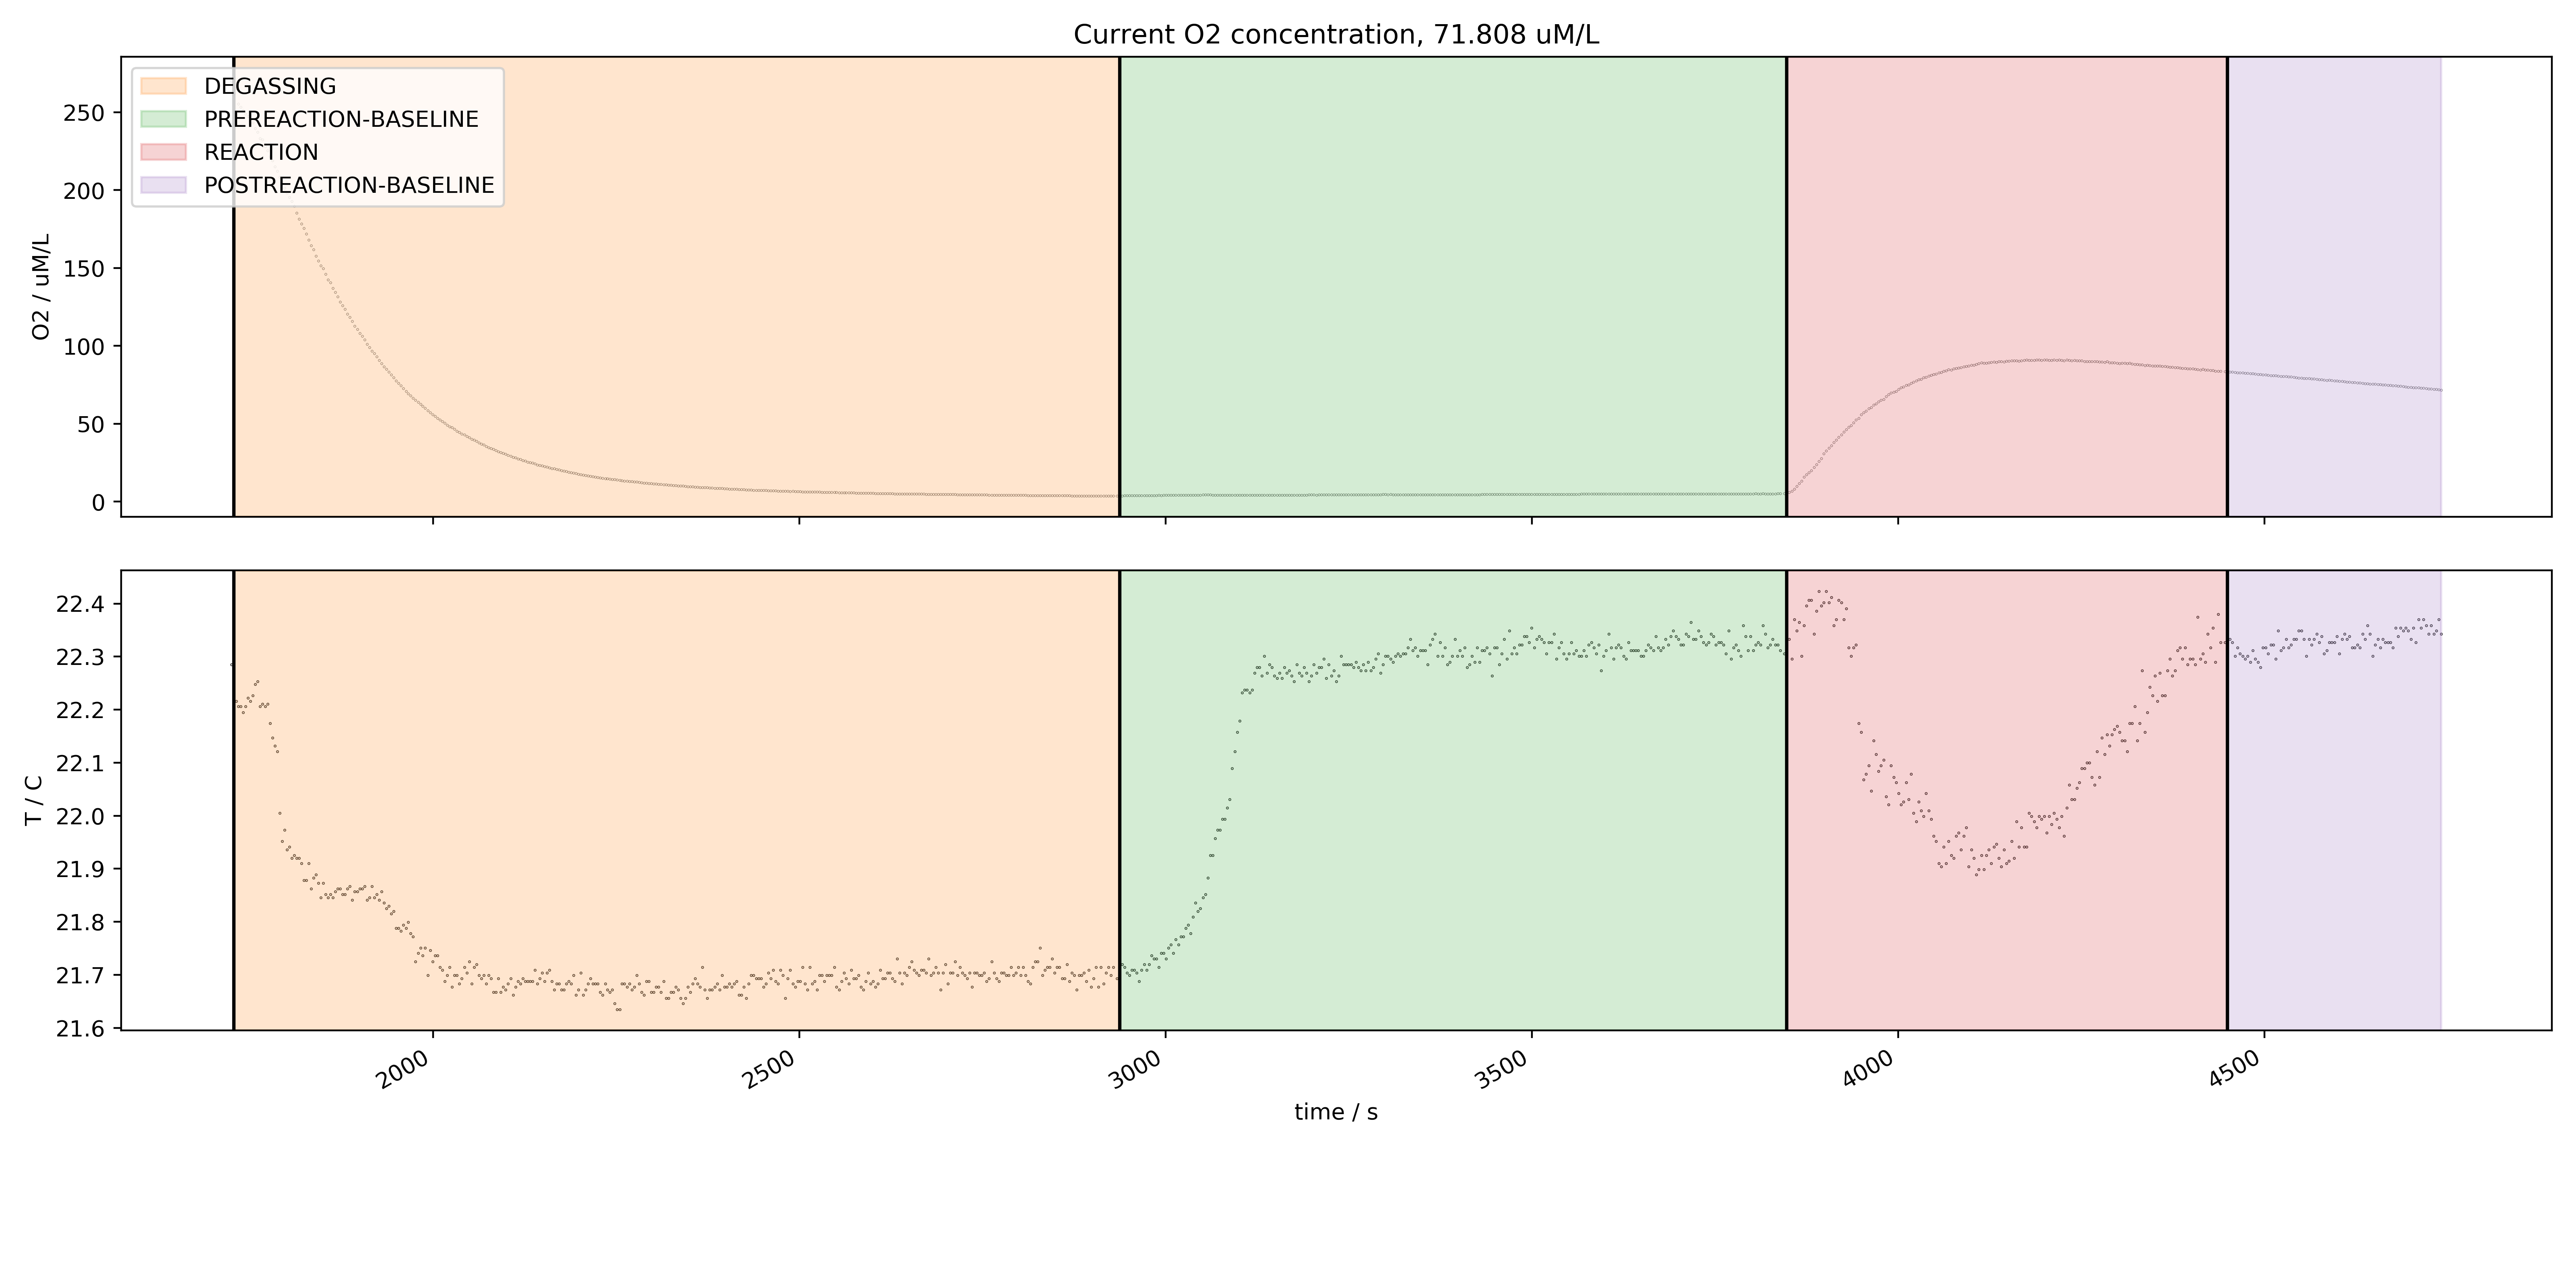 Current O2 concentration, 71.808 uM/L
DEGASSING
PREREACTION-BASELINE
REACTION
POSTREACTION-BASELINE
O2 / uM/L
250
200
150
100
50
0
T / C
22.4
22.3
22.2
22.1
22.0
21.9
21.8
21.7
21.6
2000
2500
3000
3500
4000
4500
time / s